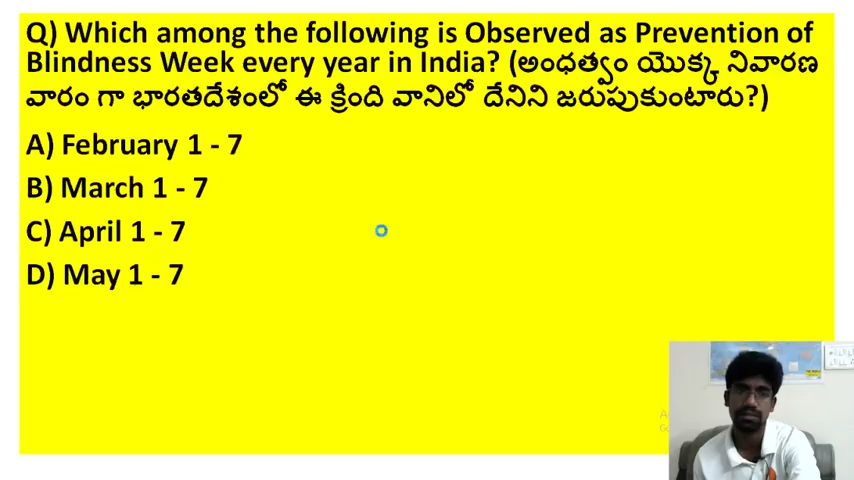 Q) Which among the following is Observed as Prevention of
Blindness Week every year in India? (అంధత్వం యొక్క నివారణ
వారం గా భారతదేశంలో ఈ క్రింది వానిలో దేనిని జరుపుకుంటారు?)
A) February 1 - 7
B) March 1 - 7
C) April 1 - 7
D) May 1 - 7